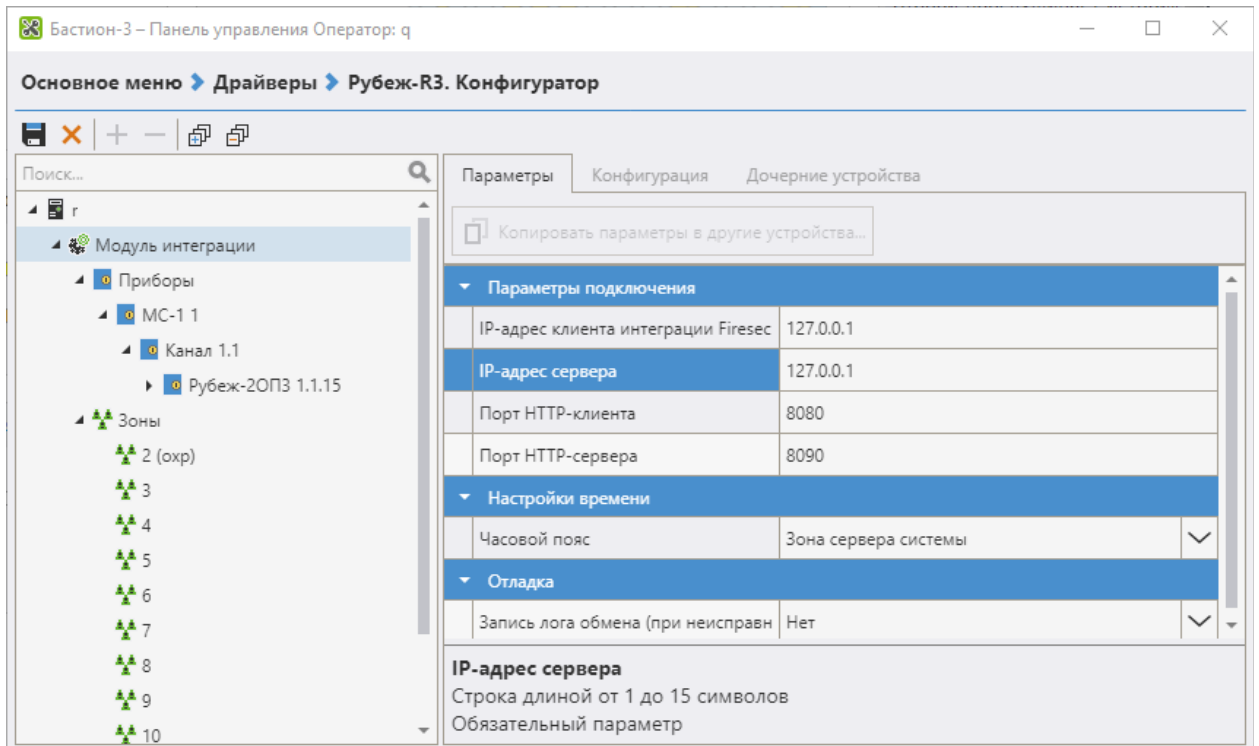 Бастион-3 – Панель управления Оператор: q
Основное меню Драйверы Рубеж-R3. Конфигуратор
Поиск...
r
Модуль интеграции
Приборы
МС-1 1
Канал 1.1
Рубеж-2ОП3 1.1.15
Зоны
2 (охр)
3
4
5
6
7
8
9
10
Параметры Конфигурация Дочерние устройства
Копировать параметры в другие устройства...
Параметры подключения
IP-адрес клиента интеграции Firesec 127.0.0.1
IP-адрес сервера 127.0.0.1
Порт HTTP-клиента 8080
Порт HTTP-сервера 8090
Настройки времени
Часовой пояс Зона сервера системы
Отладка
Запись лога обмена (при неисправн Нет
IP-адрес сервера
Строка длиной от 1 до 15 символов
Обязательный параметр